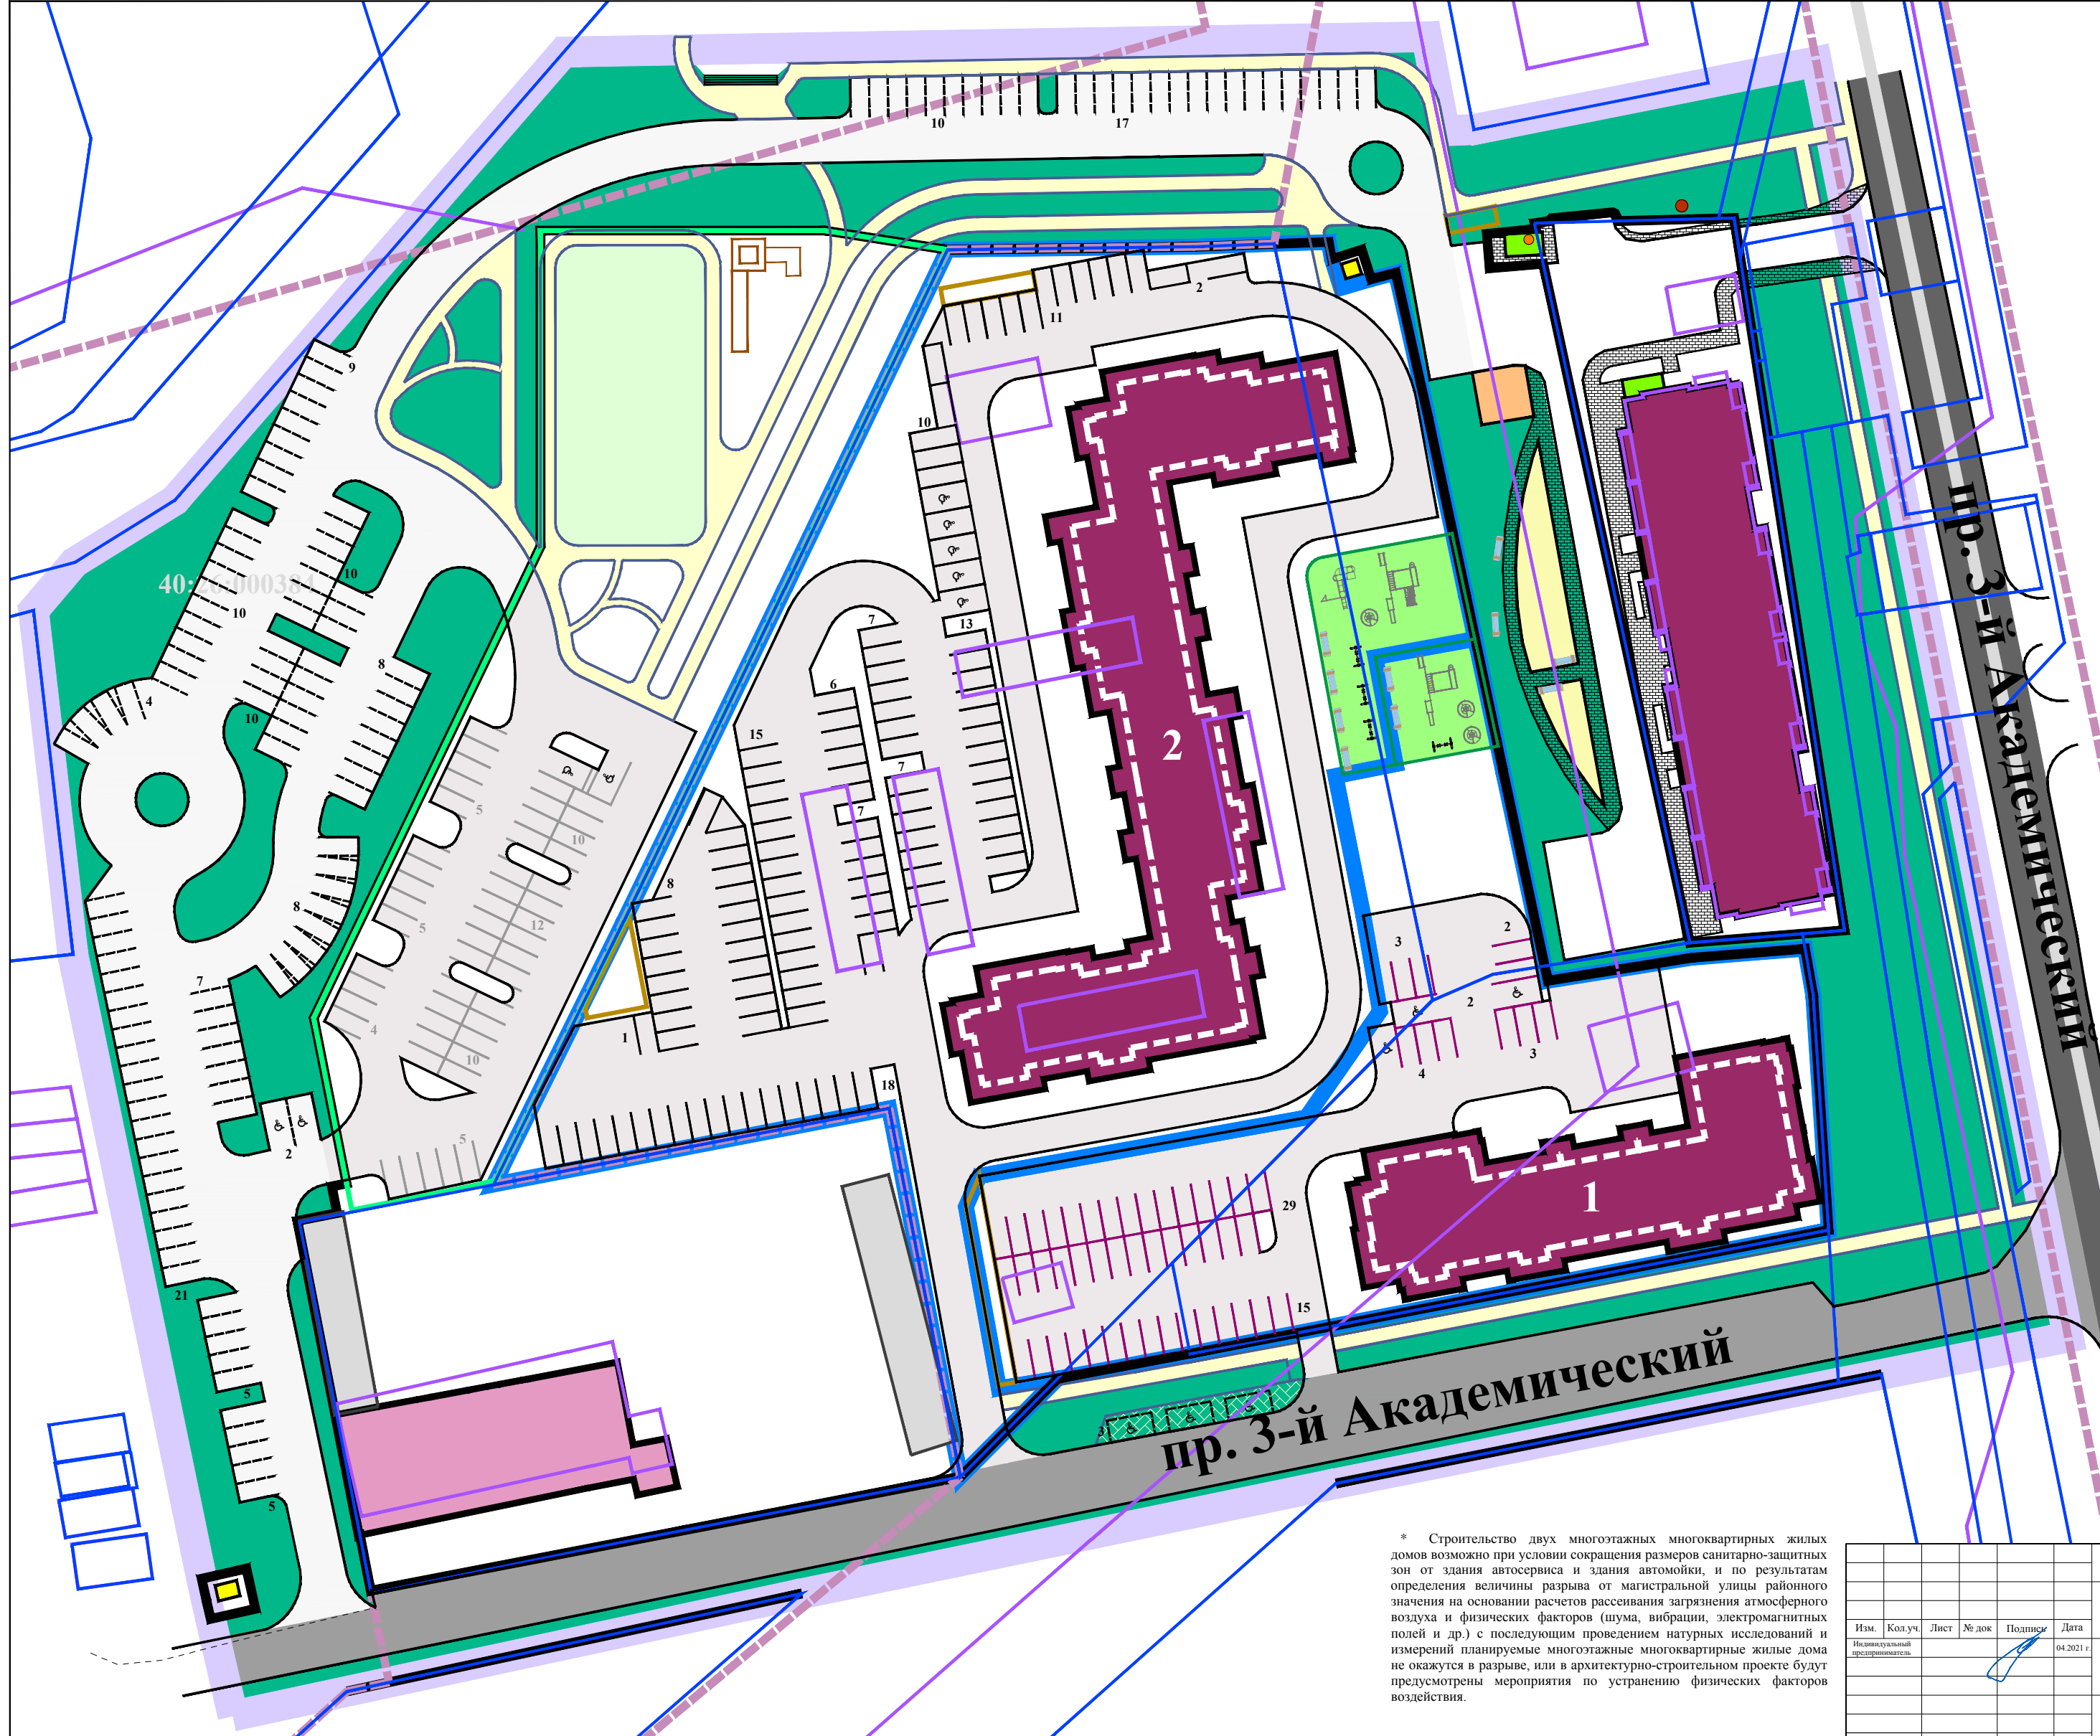 10
17
9
2
11
10
40:26:000384
10
10
7
13
8
6
4
10
15
2
7
5
7
10
8
8
12
5
3
2
7
2
4
1
3
10
18
4
5
2
29
1
21
15
5
3
5
пр. 3-й Академический
пр. 3-й Академический
* Строительство двух многоэтажных многоквартирных жилых
домов возможно при условии сокращения размеров санитарно-защитных
зон от здания автосервиса и здания автомойки, и по результатам
определения величины разрыва от магистральной улицы районного
значения на основании расчетов рассеивания загрязнения атмосферного
воздуха и физических факторов (шума, вибрации, электромагнитных
полей и др.) с последующим проведением натурных исследований и
измерений планируемые многоэтажные многоквартирные жилые дома
не окажутся в разрыве, или в архитектурно-строительном проекте будут
предусмотрены мероприятия по устранению физических факторов
воздействия.
Изм. Кол.уч. Лист № док Подпись Дата
Индивидуальный
предприниматель
04.2021 г.